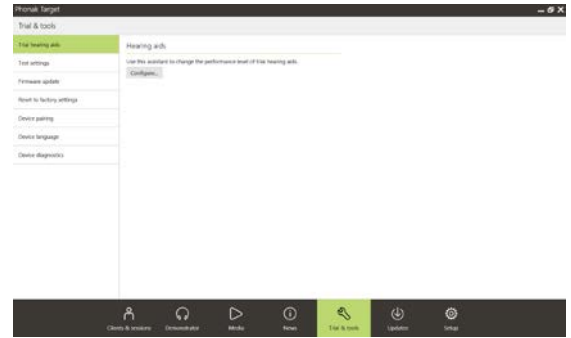 Phonak Target
Trial & tools
Trial hearing aids
Hearing aids
Test settings
Use this assistant to change the performance level of trial hearing aids.
Configure...
Firmware update
Reset to factory settings
Device pairing
Device language
Device diagnostics
Clients & sessions
Demonstrator
Media
News
Trial & tools
Updates
Setup